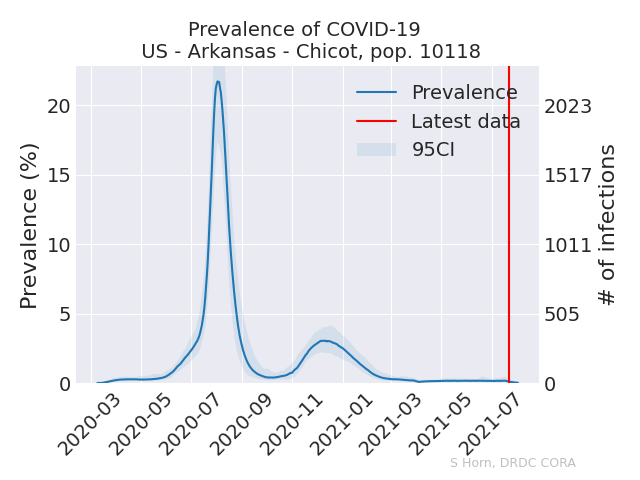 Prevalence of COVID-19
US - Arkansas - Chicot, pop. 10118
Prevalence
Latest data
95CI
Prevalence (%)
20
15
10
5
0
2023
1517
1011
505
0
# of infections
2020-03
2020-05
2020-07
2020-09
2020-11
2021-01
2021-03
2021-05
2021-07
S Horn, DRDC CORA